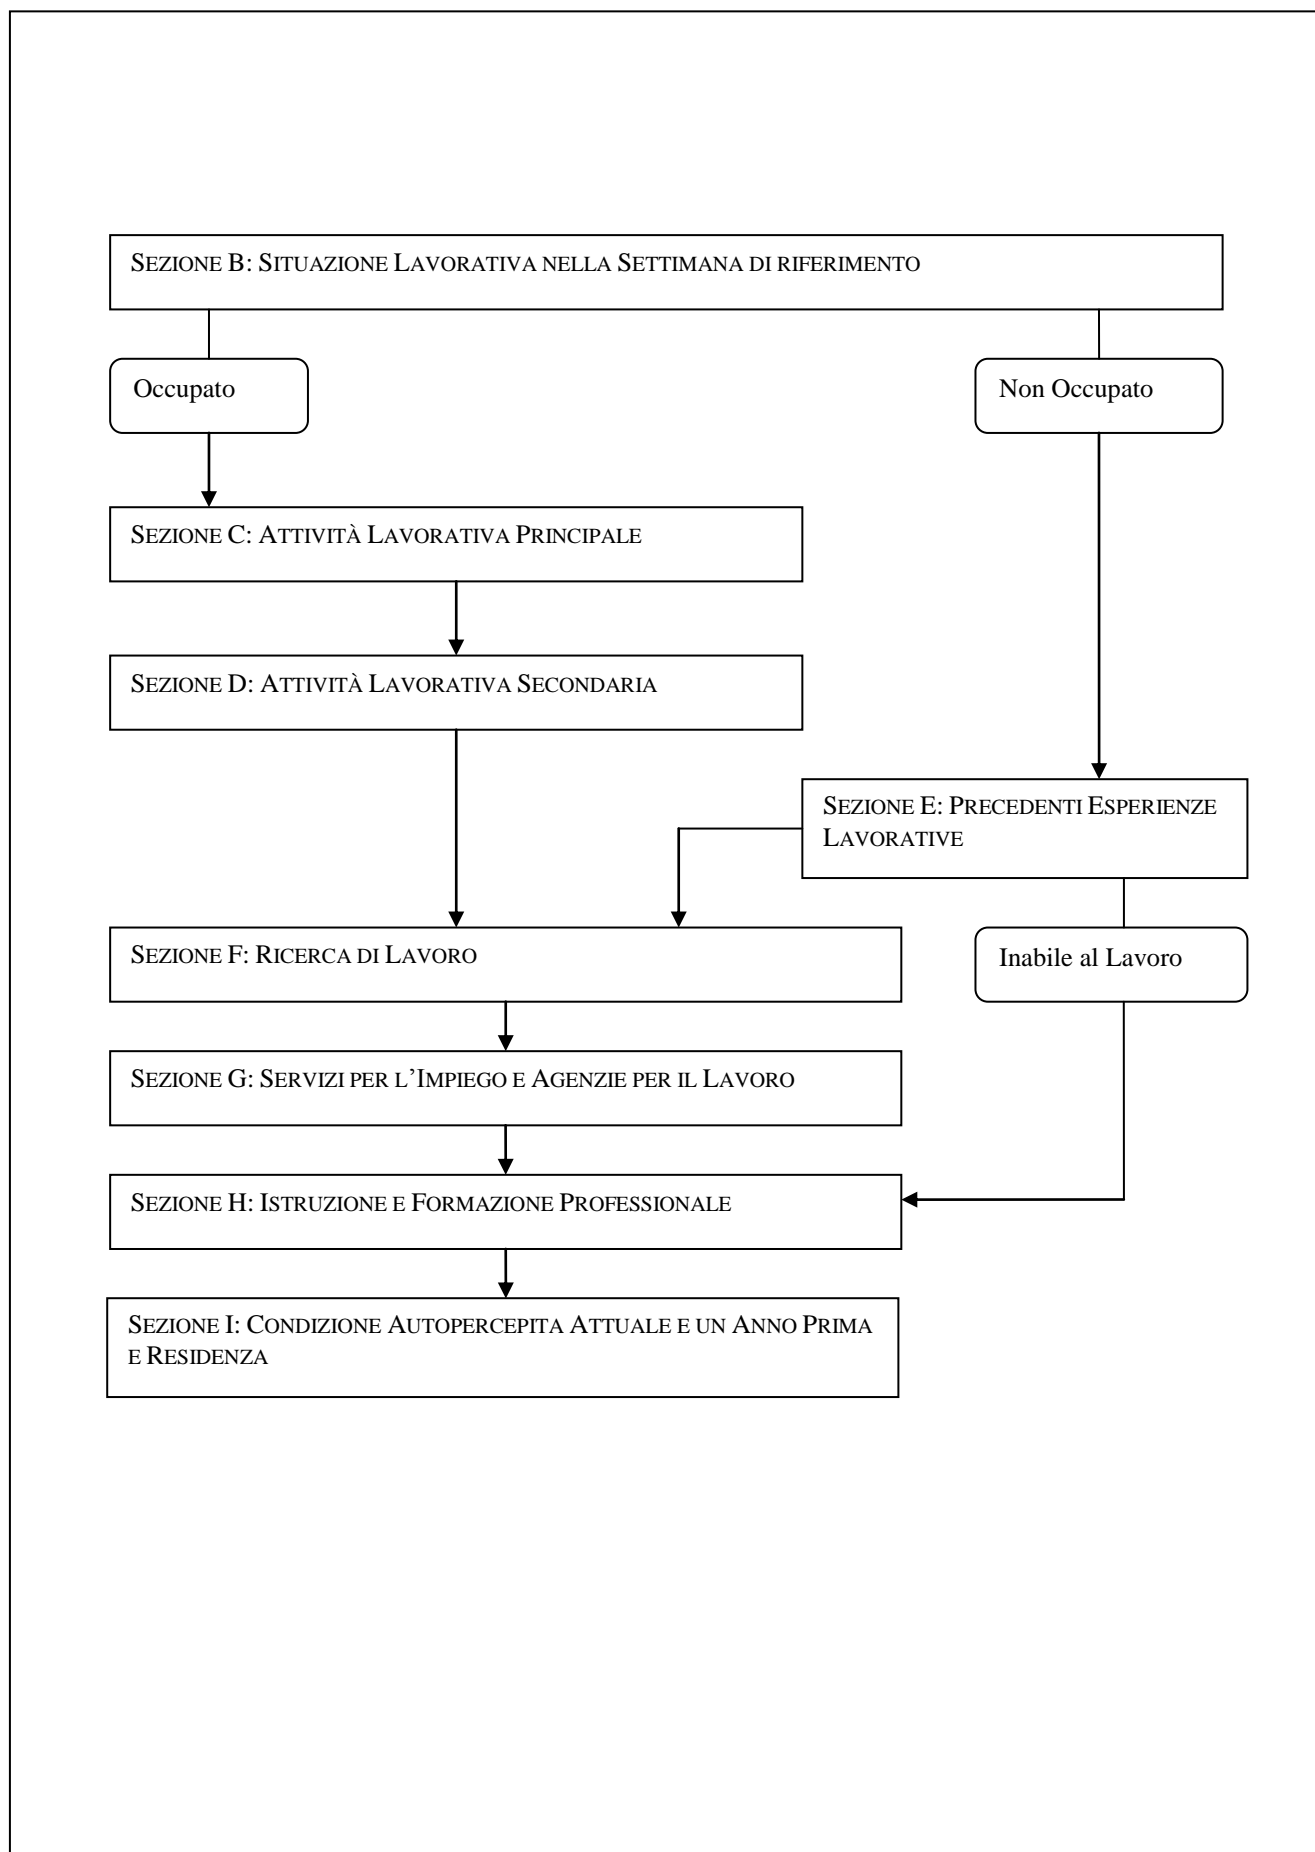 SEZIONE B: SITUAZIONE LAVORATIVA NELLA SETTIMANA DI RIFERIMENTO
Occupato
Non Occupato
SEZIONE C: ATTIVITÀ LAVORATIVA PRINCIPALE
SEZIONE D: ATTIVITÀ LAVORATIVA SECONDARIA
SEZIONE E: PRECEDENTI ESPERIENZE
LAVORATIVE
SEZIONE F: RICERCA DI LAVORO
Inabile al Lavoro
SEZIONE G: SERVIZI PER L’IMPIEGO E AGENZIE PER IL LAVORO
SEZIONE H: ISTRUZIONE E FORMAZIONE PROFESSIONALE
SEZIONE I: CONDIZIONE AUTOPERCEPITA ATTUALE E UN ANNO PRIMA
E RESIDENZA